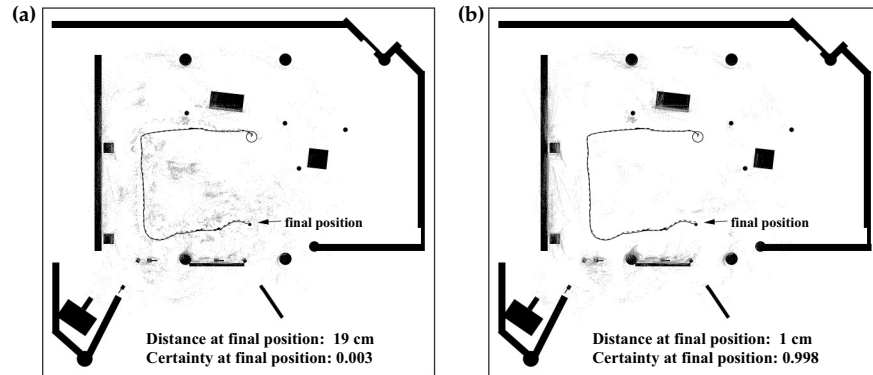 (a)
final position
Distance at final position: 19 cm
Certainty at final position: 0.003
(b)
final position
Distance at final position: 1 cm
Certainty at final position: 0.998